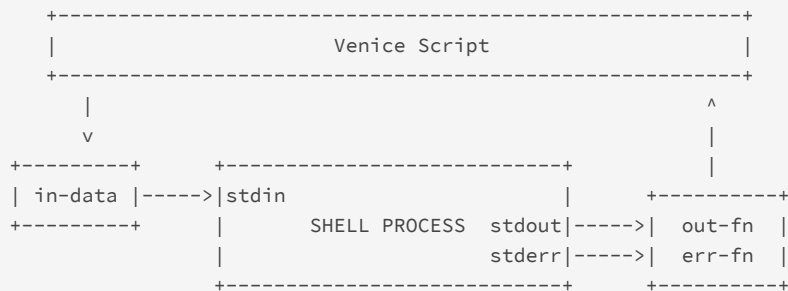 Venice Script
in-data
stdin
SHELL PROCESS stdout
out-fn
stderr
err-fn